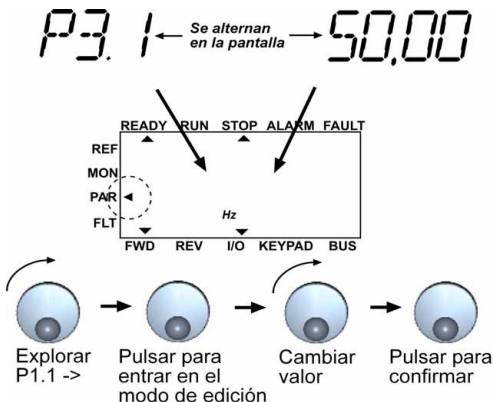 P3.1
Se alternan
en la pantalla
50.00
READY RUN STOP ALARM FAULT
REF
MON
PAR
FLT
Hz
FWD REV I/O KEYPAD BUS
Explorar
P1.1 ->
Pulsar para
entrar en el
modo de edición
Cambiar
valor
Pulsar para
confirmar